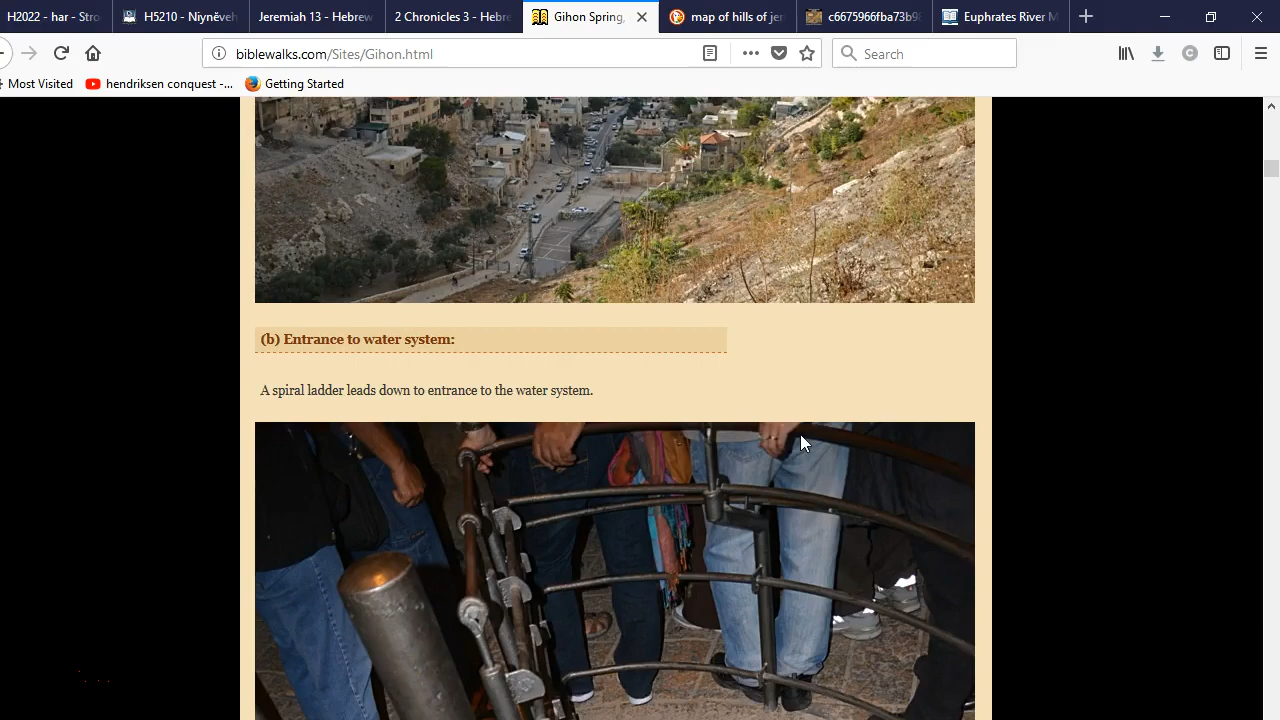 H2022 - har - Stro
H5210 - Niynĕveh
Jeremiah 13 - Hebrew
2 Chronicles 3 - Hebre
Gihon Spring,
map of hills of jer
c6675966fba73b98
Euphrates River M
biblewalks.com/Sites/Gihon.html
Search
Most Visited
hendriksen conquest -...
Getting Started
(b) Entrance to water system:
A spiral ladder leads down to entrance to the water system.